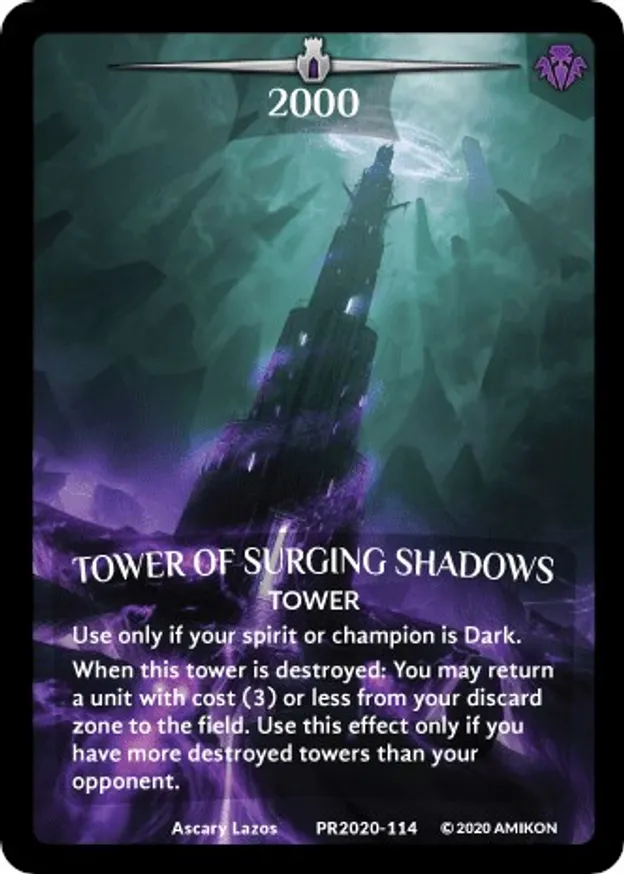 2000
TOWER OF SURGING SHADOWS
TOWER
Use only if your spirit or champion is Dark.
When this tower is destroyed: You may return
a unit with cost (3) or less from your discard
zone to the field. Use this effect only if you
have more destroyed towers than your
opponent.
Ascary Lazos PR2020-114 © 2020 AMIKON